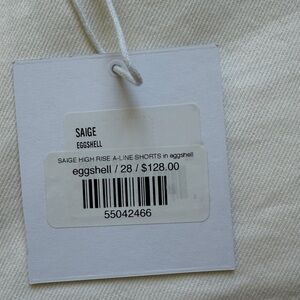 SAIGE
EGGSHELL
SAIGE HIGH RISE A-LINE SHORTS in eggshell
eggshell / 28 / $128.00
55042466